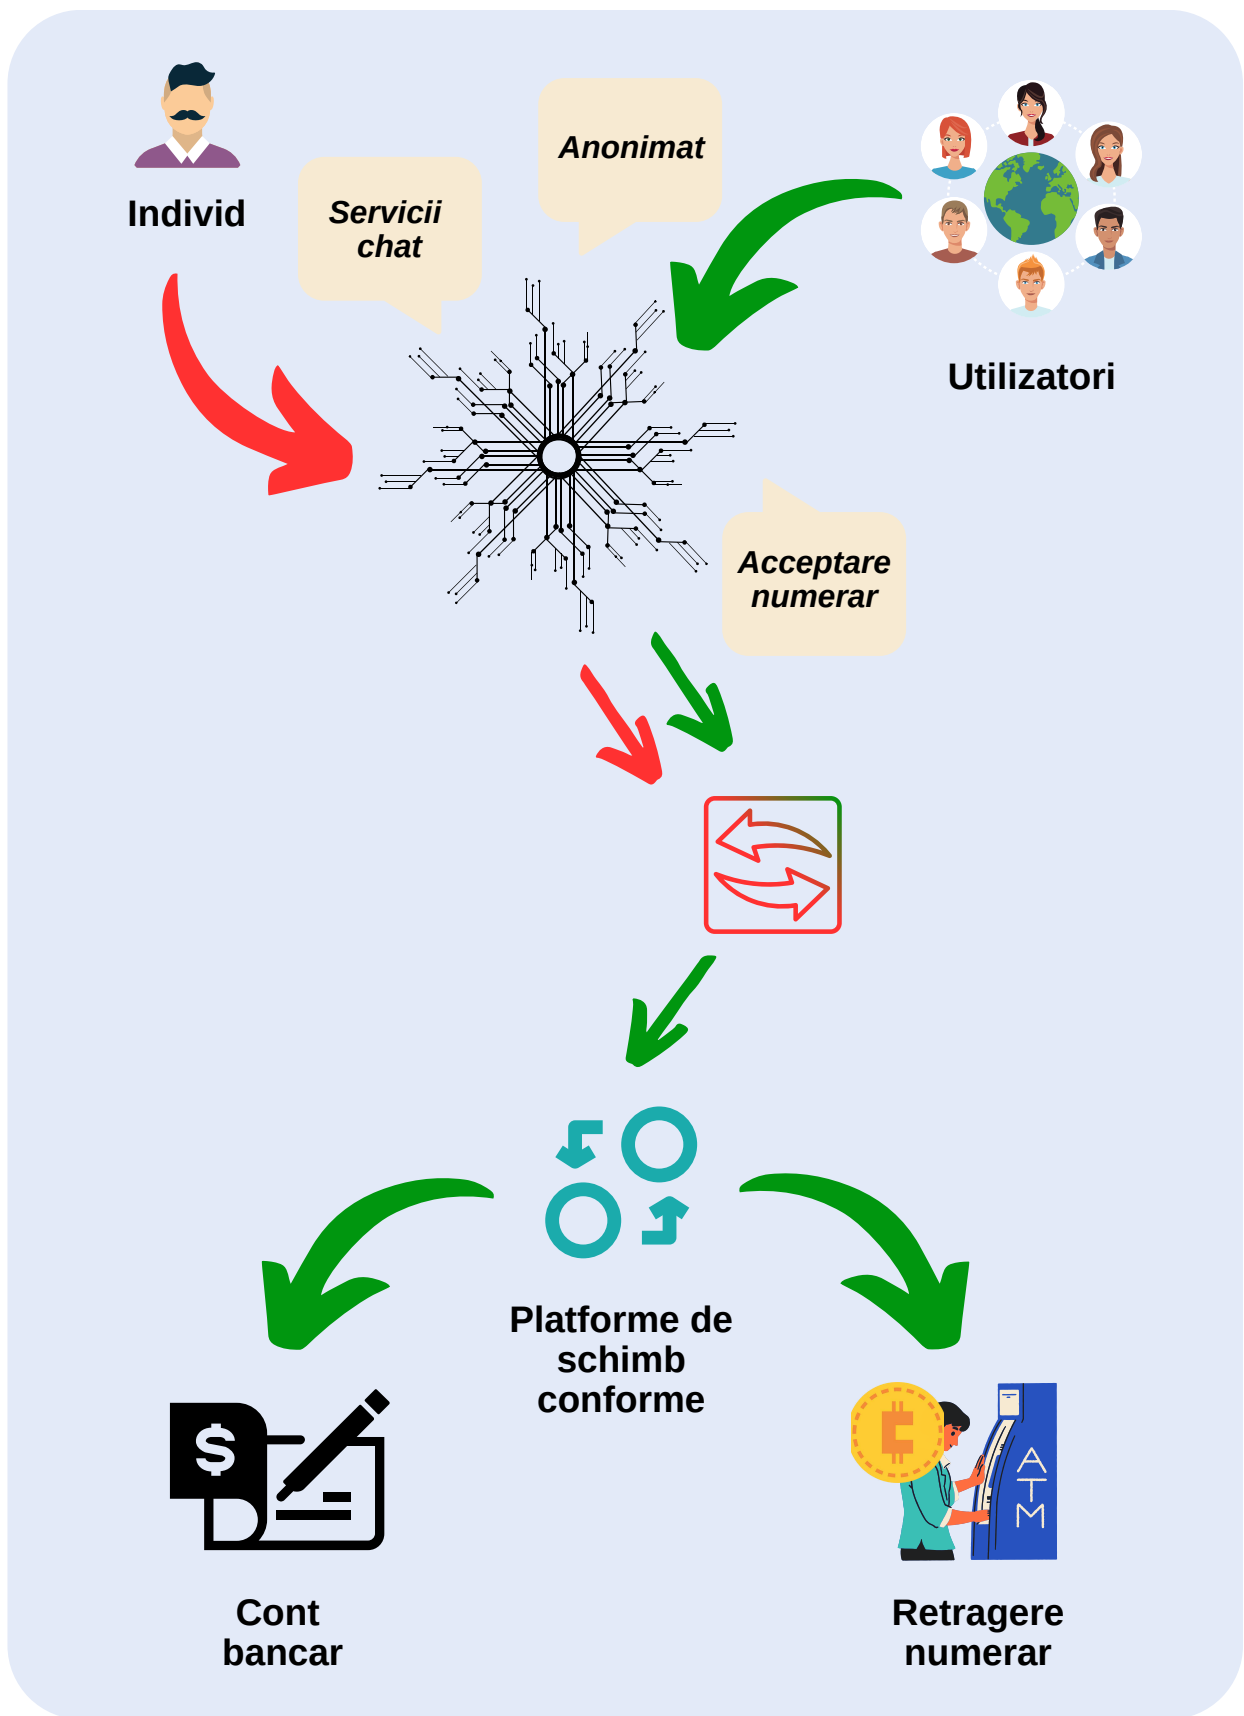 Anonimat
Servicii
chat
Individ
Utilizatori
Acceptare
numerar
Platforme de
schimb
conforme
$
ATM
Cont
bancar
Retragere
numerar